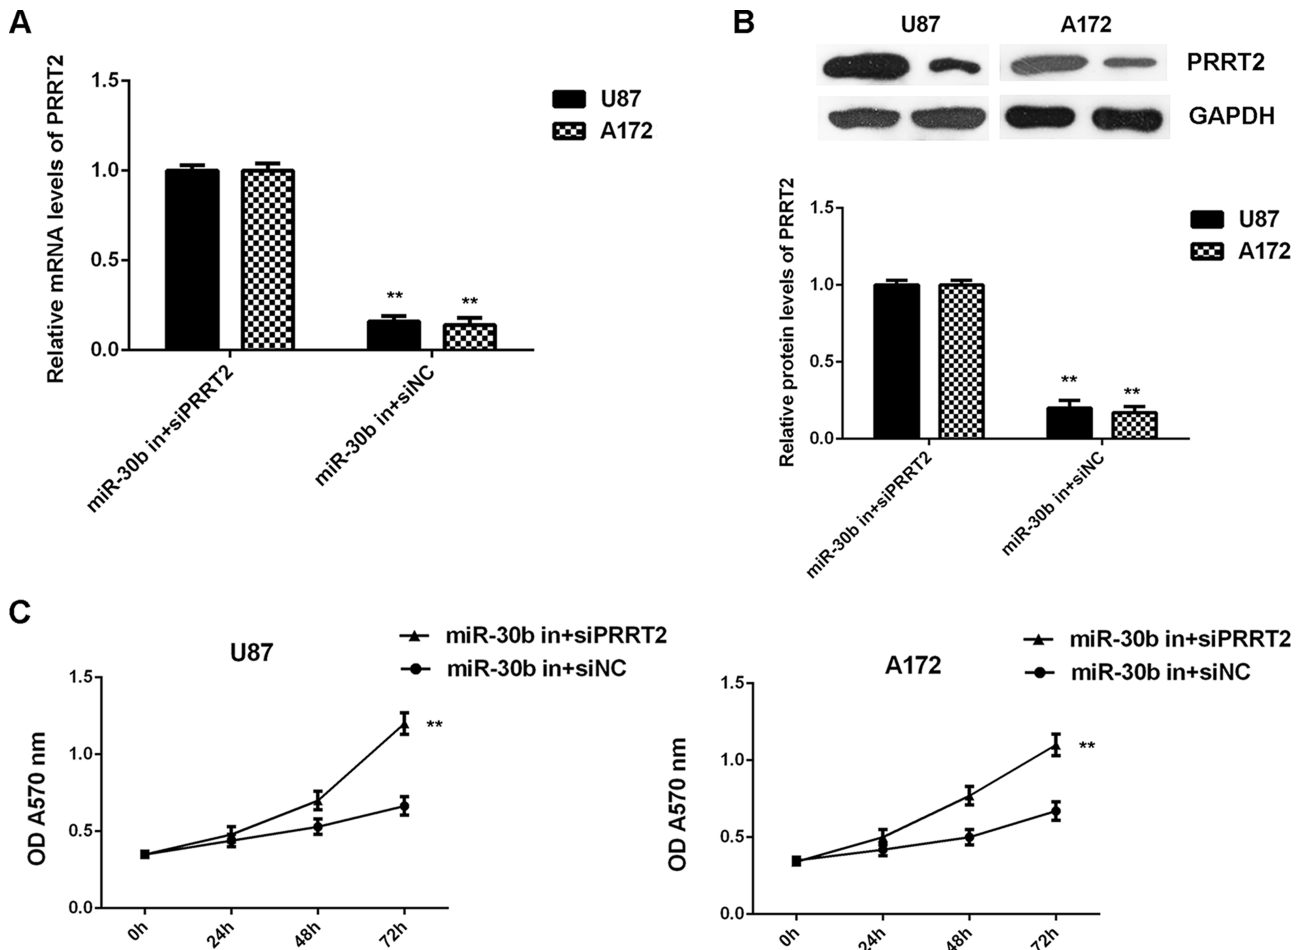 A
Relative mRNA levels of PRRT2
1.5
1.0
0.5
0.0
U87
A172
**
**
miR-30b in+siPRRT2
miR-30b in+siNC
B
U87
A172
PRRT2
GAPDH
Relative protein levels of PRRT2
1.5
1.0
0.5
0.0
U87
A172
**
**
miR-30b in+siPRRT2
miR-30b in+siNC
C
U87
miR-30b in+siPRRT2
miR-30b in+siNC
OD A570 nm
1.5
1.0
0.5
0.0
**
0h
24h
48h
72h
A172
miR-30b in+siPRRT2
miR-30b in+siNC
OD A570 nm
1.5
1.0
0.5
0.0
**
0h
24h
48h
72h